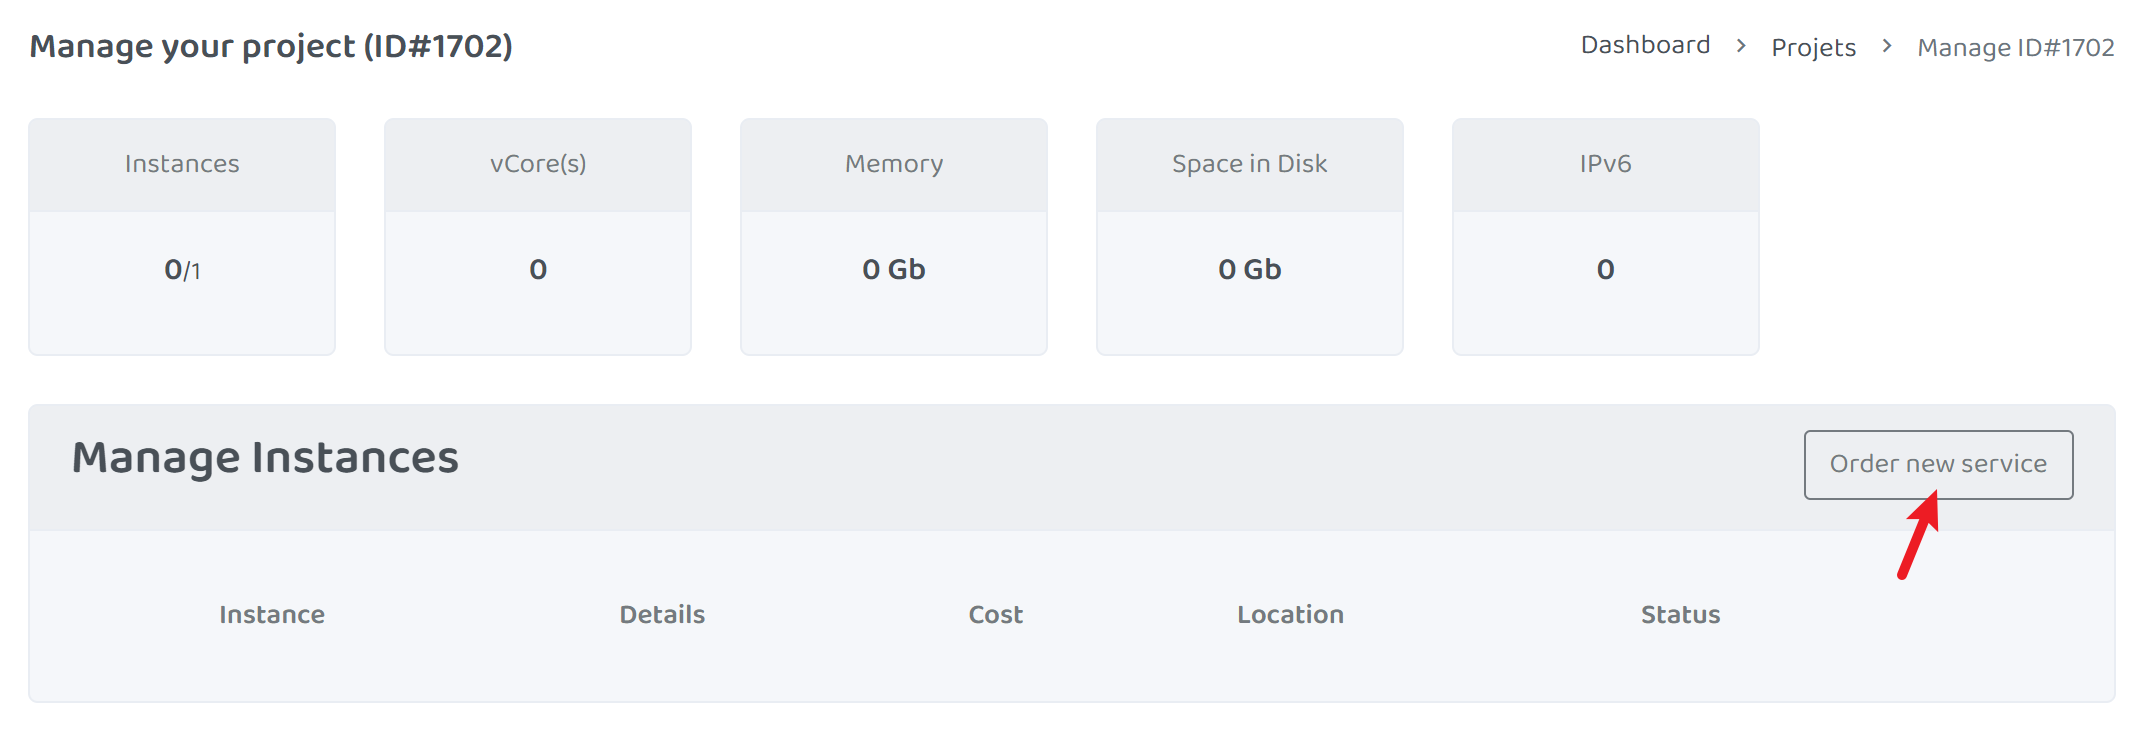 Manage your project (ID#1702)
Dashboard > Projets > Manage ID#1702
Instances
0/1
vCore(s)
0
Memory
0 Gb
Space in Disk
0 Gb
IPv6
0
Manage Instances
Order new service
Instance Details Cost Location Status